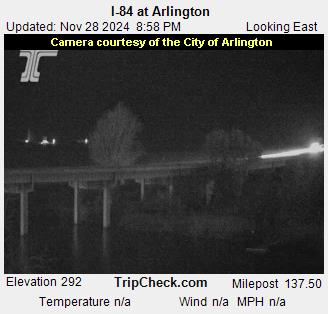 I-84 at Arlington
Updated: Nov 28 2024 8:58 PM Looking East
Camera courtesy of the City of Arlington
Elevation 292 TripCheck.com Milepost 137.50
Temperature n/a Wind n/a MPH n/a